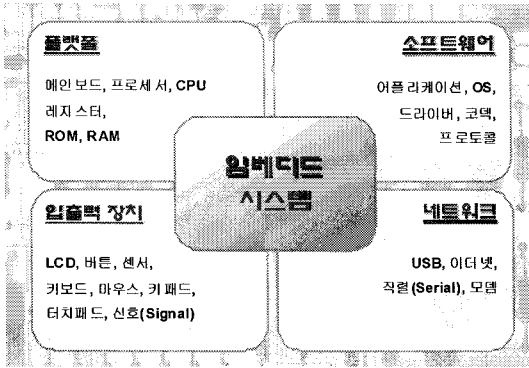 플랫폼
메인보드, 프로세서, CPU
레지스터,
ROM, RAM
소프트웨어
어플리케이션, OS,
드라이버, 코덱,
프로토콜
임베디드
시스템
입출력 장치
LCD, 버튼, 센서,
키보드, 마우스, 키패드,
터치패드, 신호(Signal)
네트워크
USB, 이더넷,
직렬(Serial), 모뎀